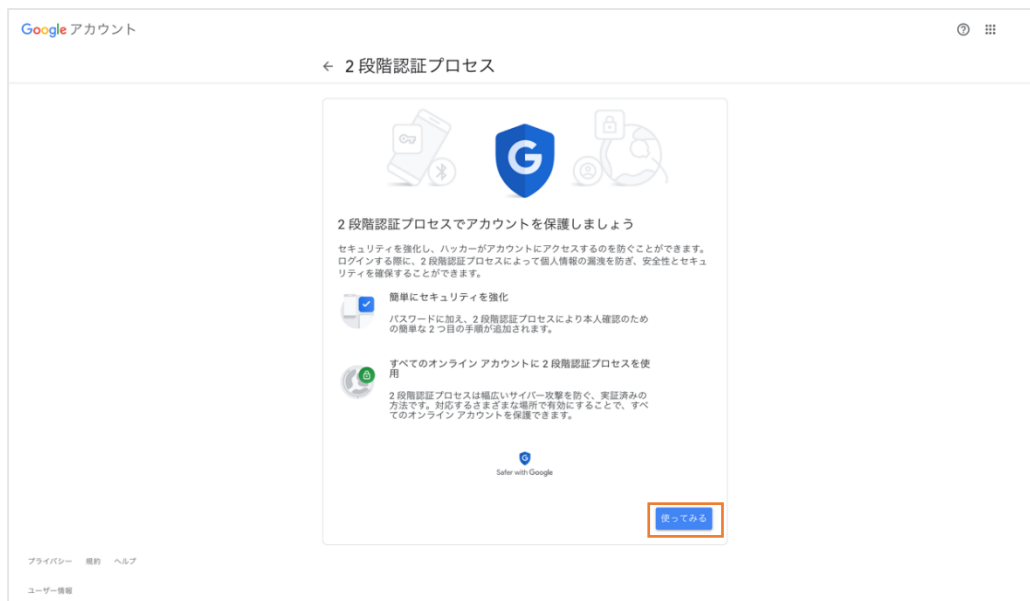 Google アカウント
← 2 段階認証プロセス
G
2 段階認証プロセスでアカウントを保護しましょう
セキュリティを強化し、ハッカーがアカウントにアクセスするのを防ぐことができます。
ログインする際に、2 段階認証プロセスによって個人情報の漏洩を防ぎ、安全性とセキュ
リティを確保することができます。
簡単にセキュリティを強化
パスワードに加え、2 段階認証プロセスにより本人確認のため
の簡単な 2 つ目の手順が追加されます。
すべてのオンライン アカウントに 2 段階認証プロセスを使
用
2 段階認証プロセスは幅広いサイバー攻撃を防ぐ、実証済みの
方法です。対応するさまざまな場所で有効にすることで、すべ
てのオンライン アカウントを保護できます。
G
Safer with Google
使ってみる
プライバシー 規約 ヘルプ
ユーザー情報